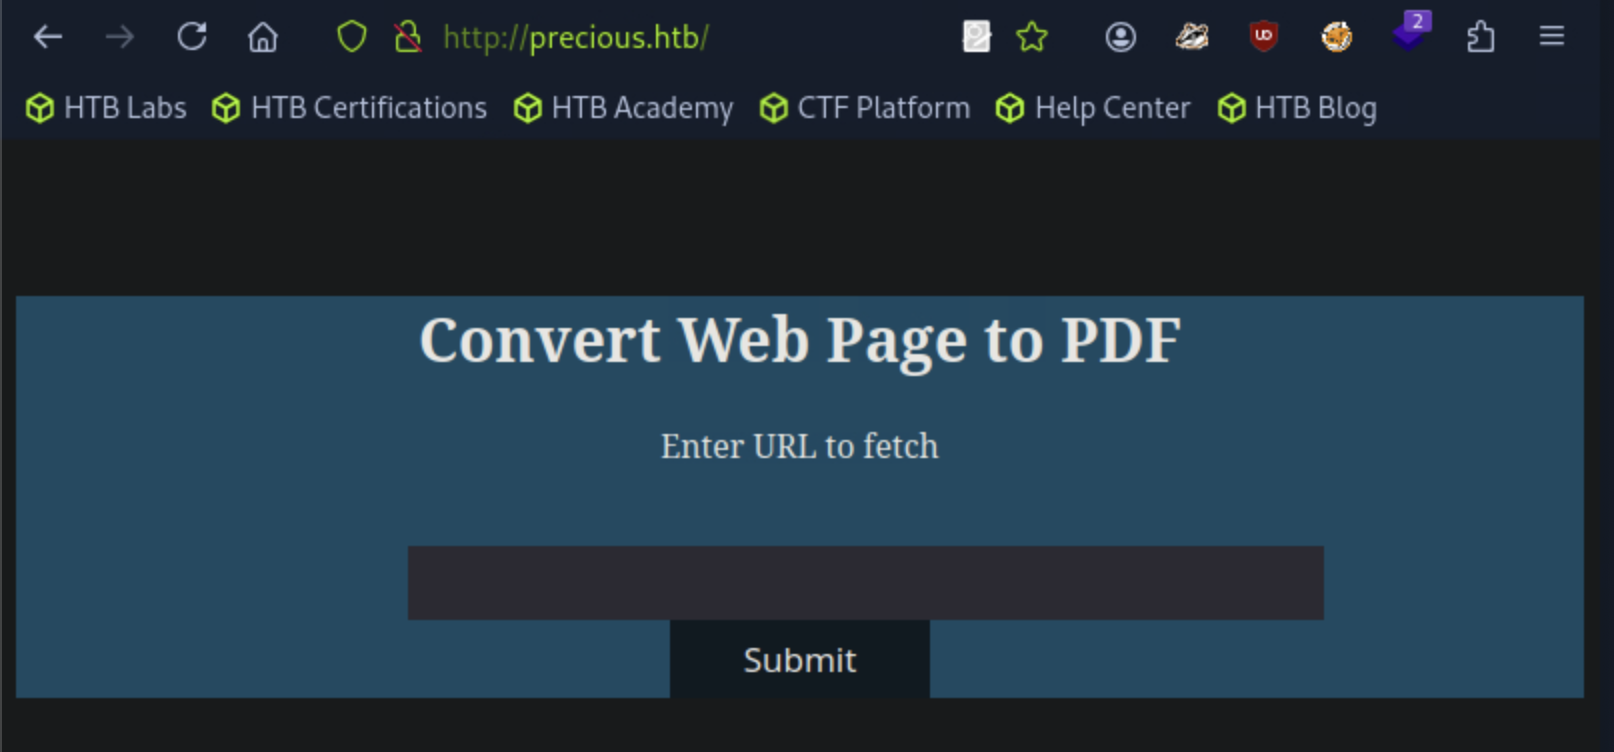 http://precious.htb/
2
HTB Labs HTB Certifications HTB Academy CTF Platform Help Center HTB Blog
Convert Web Page to PDF
Enter URL to fetch
Submit